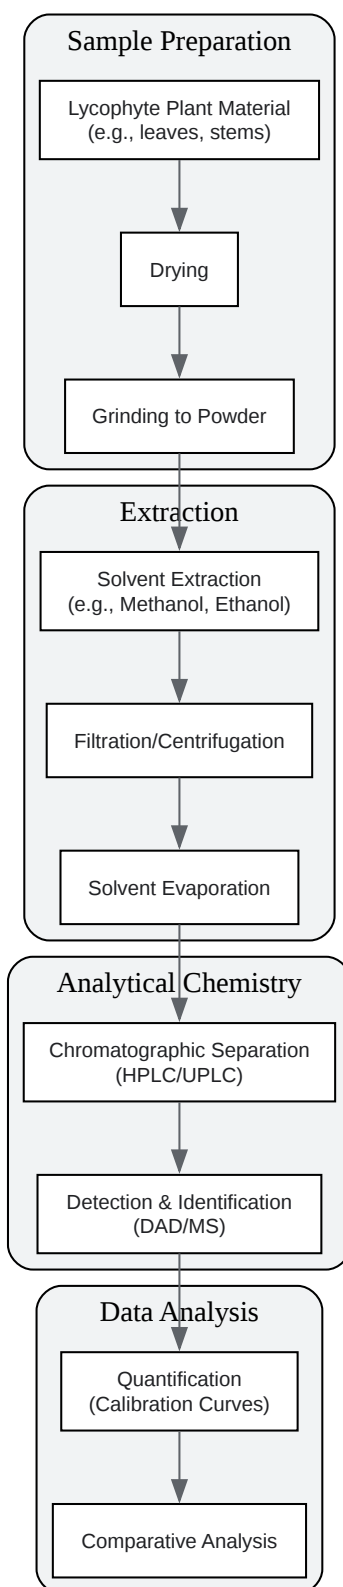 Sample Preparation
Lycophyte Plant Material
(e.g., leaves, stems)
Drying
Grinding to Powder
Extraction
Solvent Extraction
(e.g., Methanol, Ethanol)
Filtration/Centrifugation
Solvent Evaporation
Analytical Chemistry
Chromatographic Separation
(HPLC/UPLC)
Detection & Identification
(DAD/MS)
Data Analysis
Quantification
(Calibration Curves)
Comparative Analysis